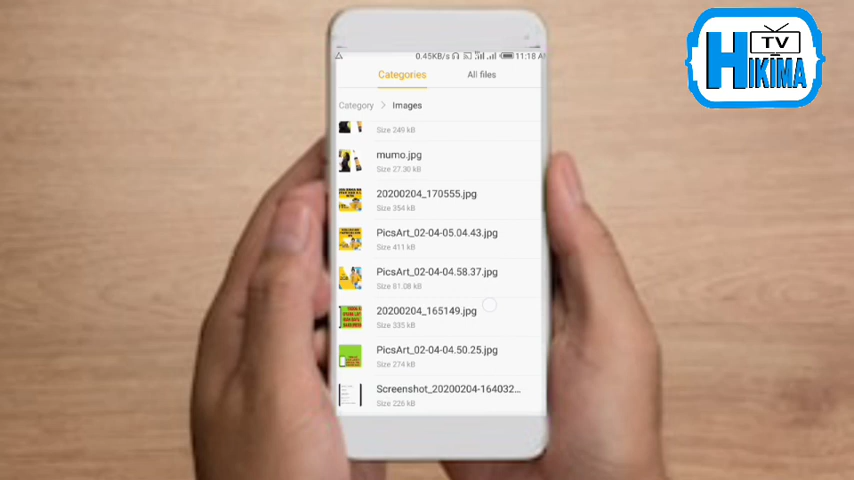 0.45KB/s
11:18 A
TV
HIKIMA
Categories
All files
Category > Images
Size 249 kB
mumo.jpg
Size 27.30 kB
20200204_170555.jpg
Size 354 kB
PicsArt_02-04-05.04.43.jpg
Size 411 kB
PicsArt_02-04-04.58.37.jpg
Size 81.08 kB
20200204_165149.jpg
Size 335 kB
PicsArt_02-04-04.50.25.jpg
Size 274 kB
Screenshot_20200204-164032...
Size 226 kB